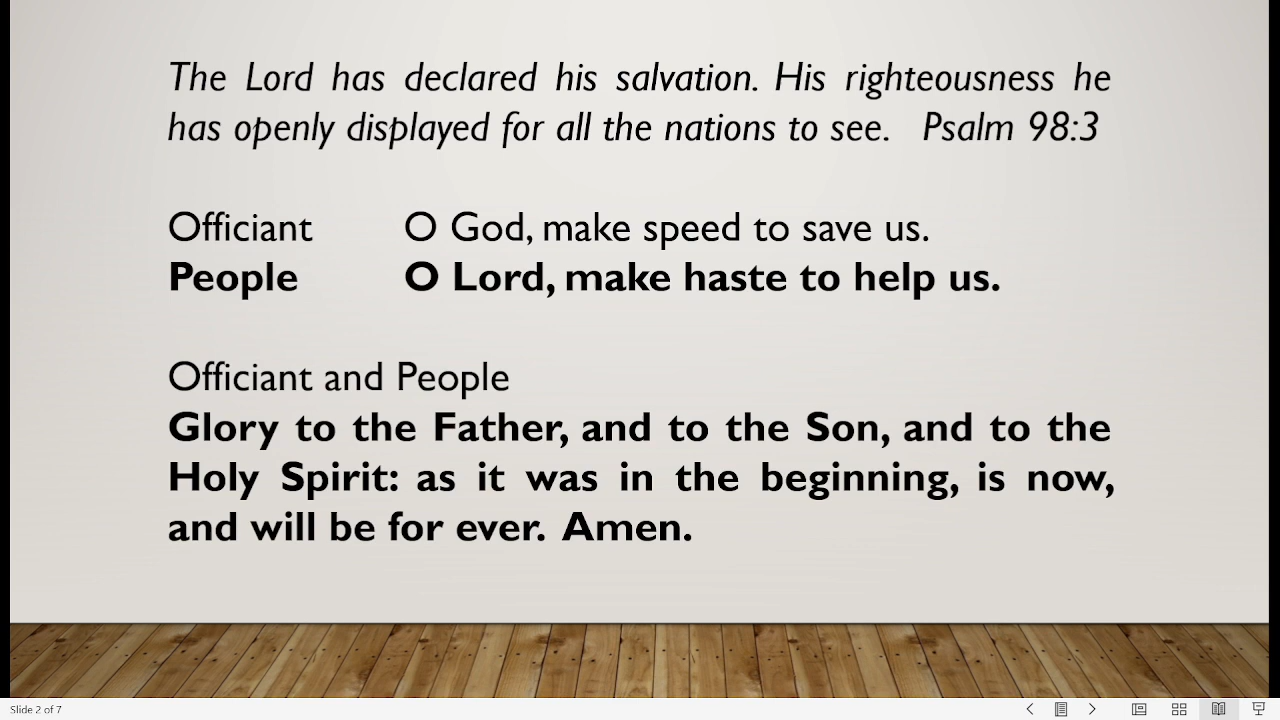 The Lord has declared his salvation. His righteousness he
has openly displayed for all the nations to see. Psalm 98:3
Officiant O God, make speed to save us.
People O Lord, make haste to help us.
Officiant and People
Glory to the Father, and to the Son, and to the
Holy Spirit: as it was in the beginning, is now,
and will be for ever. Amen.
Slide 2 of 7